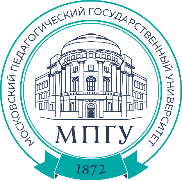 МОСКОВСКИЙ ПЕДАГОГИЧЕСКИЙ ГОСУДАРСТВЕННЫЙ УНИВЕРСИТЕТ
МПГУ
1872